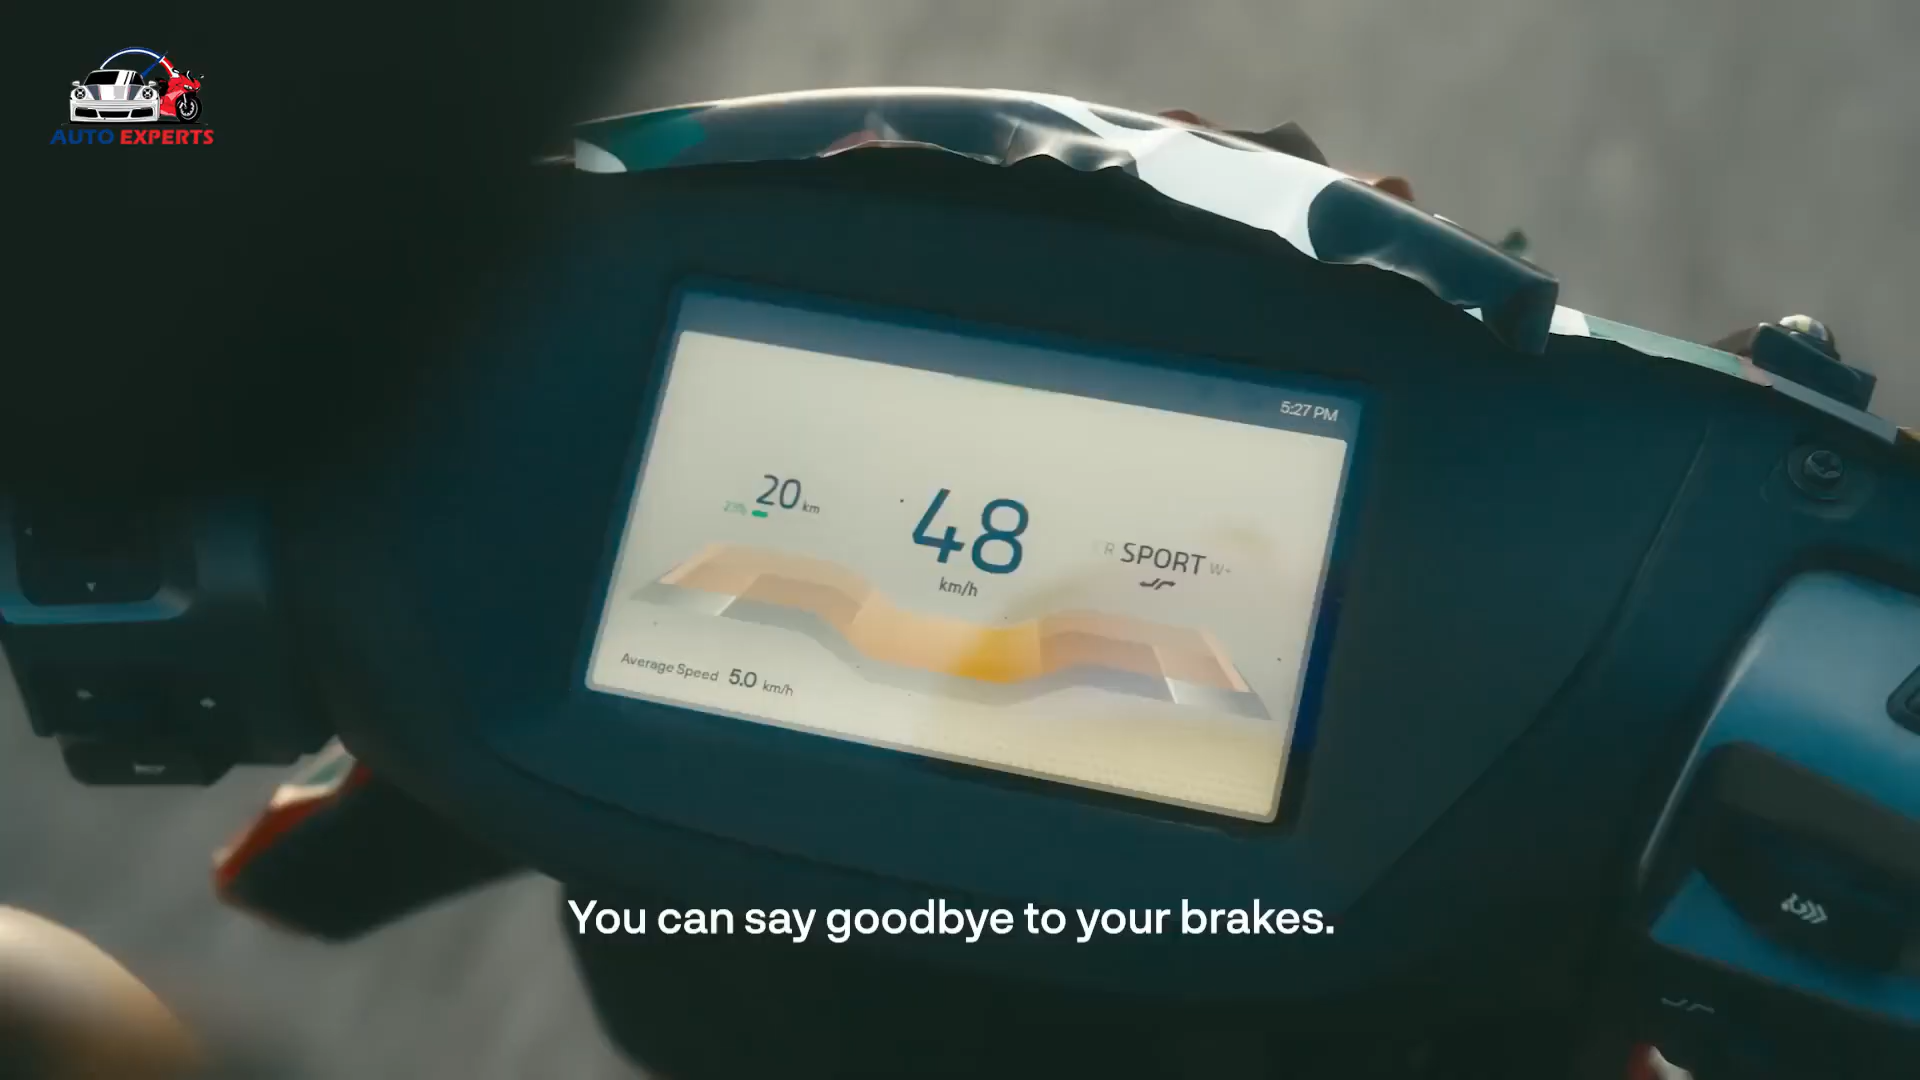 AUTO EXPERTS
5:27 PM
20 km
23%
48
km/h
R SPORT W
Average Speed 5.0 km/h
You can say goodbye to your brakes.